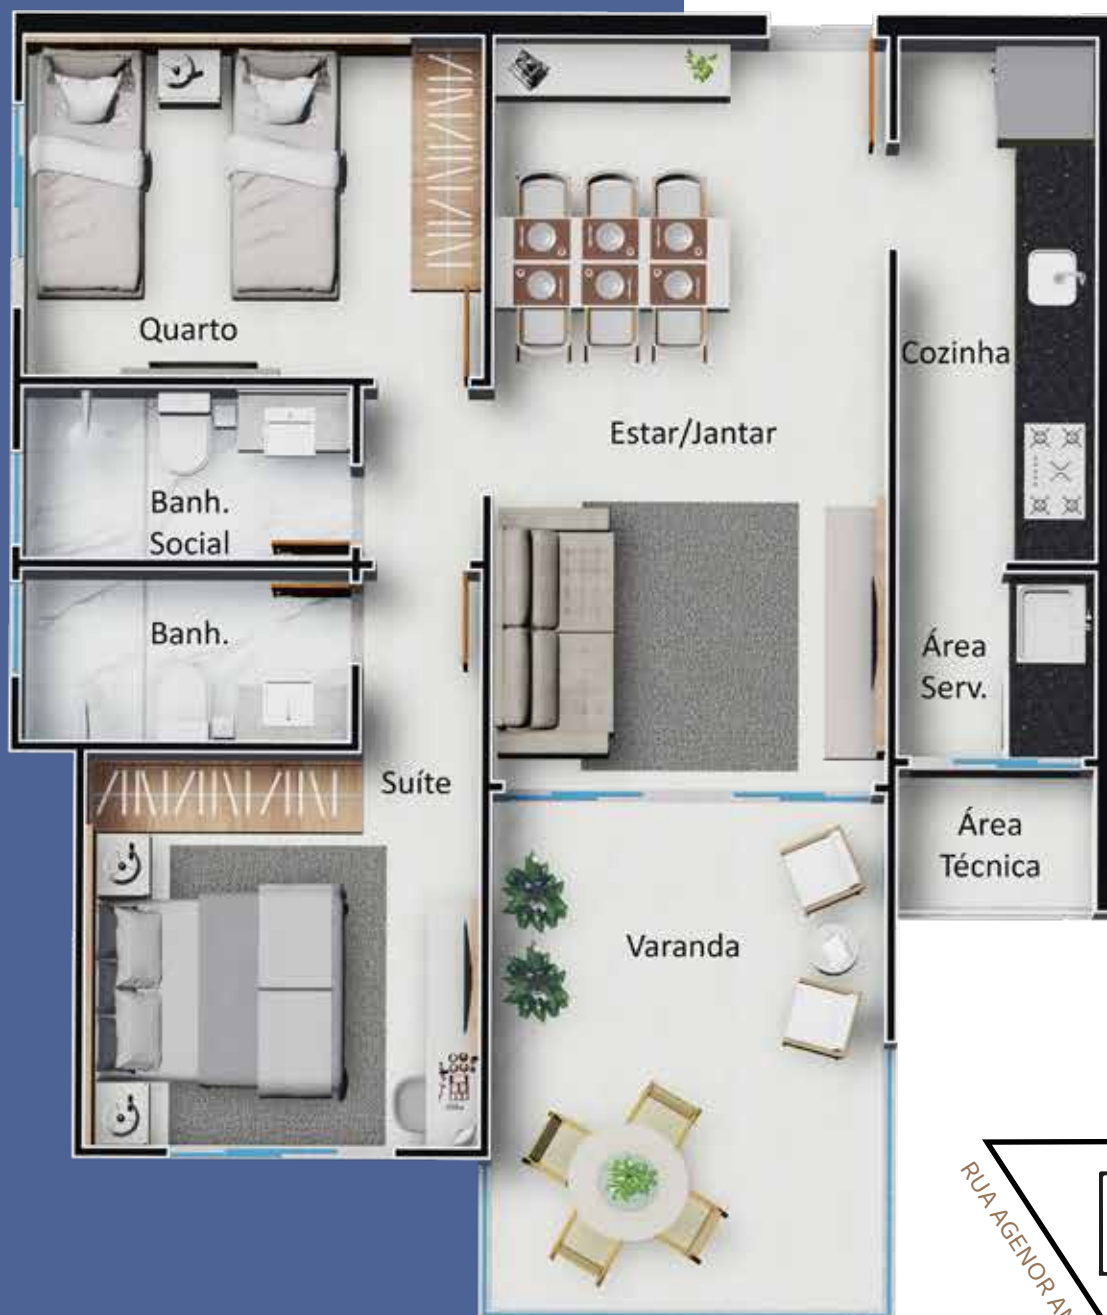 Quarto
Cozinha
Estar/Jantar
Banh.
Social
Banh.
Área
Serv.
Suíte
Área
Técnica
Varanda
RUA AGENOR